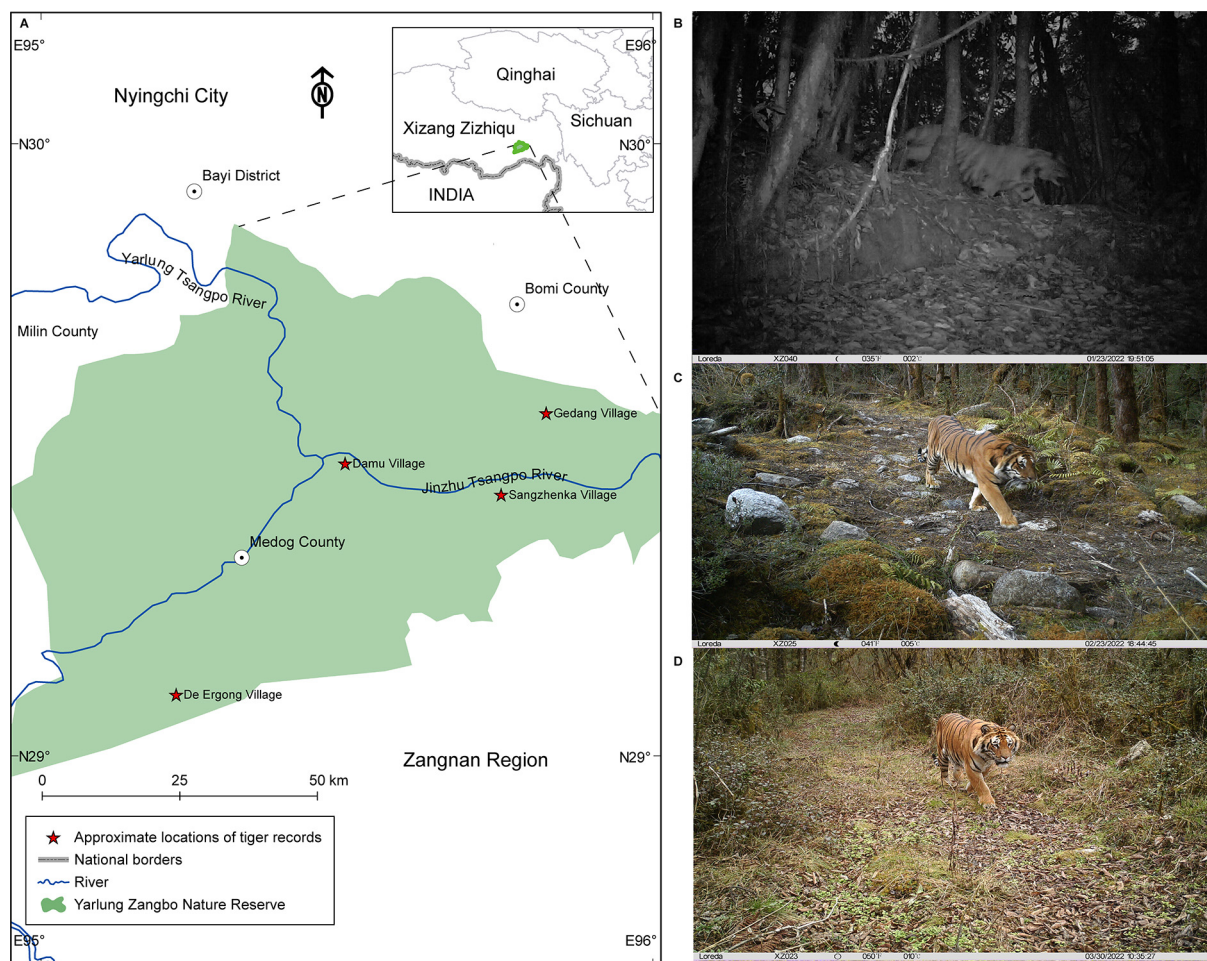 A
E95°
E96°
Nyingchi City
N
Qinghai
Sichuan
Xizang Zizhiqu
N30°
N30°
INDIA
Bayi District
Yarlung Tsangpo River
Bomi County
Milin County
Gedang Village
Damu Village
Jinzhu Tsangpo River
Sangzhenka Village
Medog County
De Ergong Village
N29°
N29°
Zangnan Region
0 25 50 km
Approximate locations of tiger records
National borders
River
Yarlung Zangbo Nature Reserve
E95°
E96°
B
Loreda XZ040 035°F 002°C 01/23/2022 19:51:05
C
Loreda XZ025 041°F 005°C 02/23/2022 16:44:45
D
Loreda XZ023 050°F 010°C 03/30/2022 10:35:27